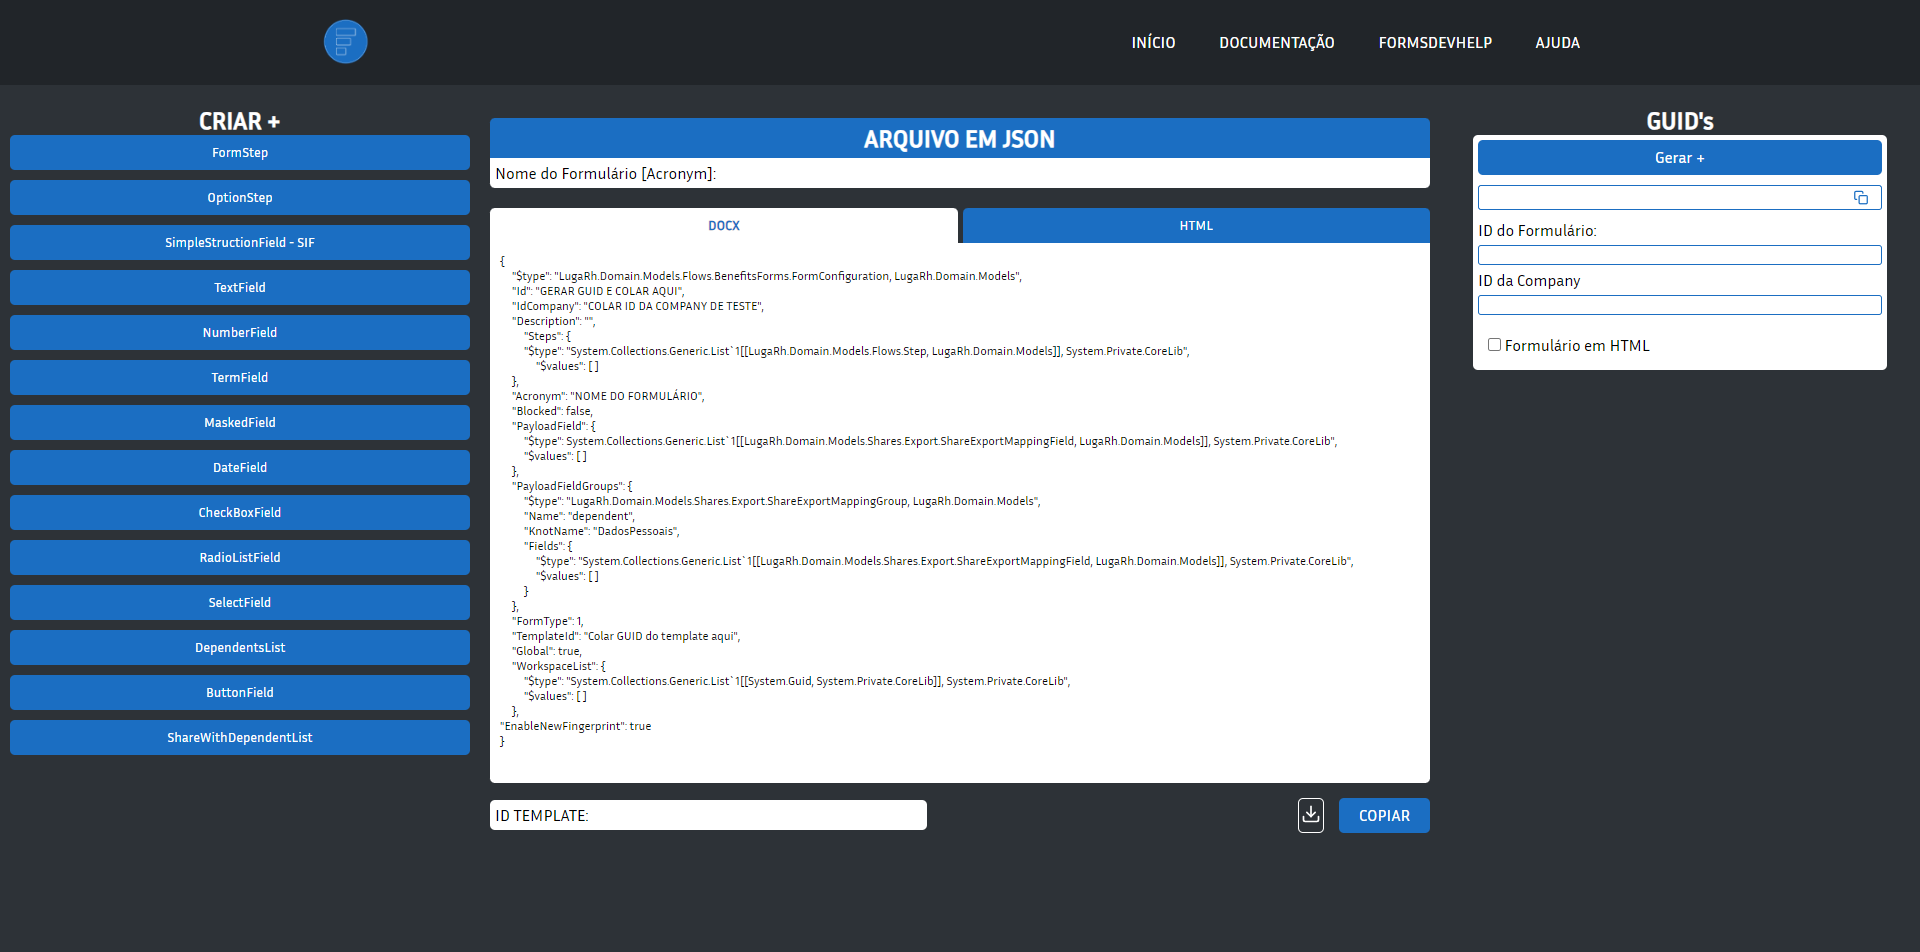 INÍCIO
DOCUMENTAÇÃO
FORMSDEVHELP
AJUDA
CRIAR +
FormStep
OptionStep
SimpleStructionField - SIF
TextField
NumberField
TermField
MaskedField
DateField
CheckBoxField
RadioListField
SelectField
DependentsList
ButtonField
ShareWithDependentList
ARQUIVO EM JSON
Nome do Formulário [Acronym]:
DOCX
HTML
{
"$type": "LugaRh.Domain.Models.Flows.BenefitsForms.FormConfiguration, LugaRh.Domain.Models",
"Id": "GERAR GUID E COLAR AQUI",
"IdCompany": "COLAR ID DA COMPANY DE TESTE",
"Description": "",
"Steps": {
"$type": "System.Collections.Generic.List`1[[LugaRh.Domain.Models.Flows.Step, LugaRh.Domain.Models]], System.Private.CoreLib",
"$values": [ ]
},
"Acronym": "NOME DO FORMULÁRIO",
"Blocked": false,
"PayloadField": {
"$type": System.Collections.Generic.List`1[[LugaRh.Domain.Models.Shares.Export.ShareExportMappingField, LugaRh.Domain.Models]], System.Private.CoreLib",
"$values": [ ]
},
"PayloadFieldGroups": {
"$type": "LugaRh.Domain.Models.Shares.Export.ShareExportMappingGroup, LugaRh.Domain.Models",
"Name": "dependent",
"KnotName": "DadosPessoais",
"Fields": {
"$type": "System.Collections.Generic.List`1[[LugaRh.Domain.Models.Shares.Export.ShareExportMappingField, LugaRh.Domain.Models]], System.Private.CoreLib",
"$values": [ ]
}
},
"FormType": 1,
"TemplateId": "Colar GUID do template aqui",
"Global": true,
"WorkspaceList": {
"$type": "System.Collections.Generic.List`1[[System.Guid, System.Private.CoreLib]], System.Private.CoreLib",
"$values": [ ]
},
"EnableNewFingerprint": true
}
ID TEMPLATE:
COPIAR
GUID's
Gerar +
ID do Formulário:
ID da Company
Formulário em HTML